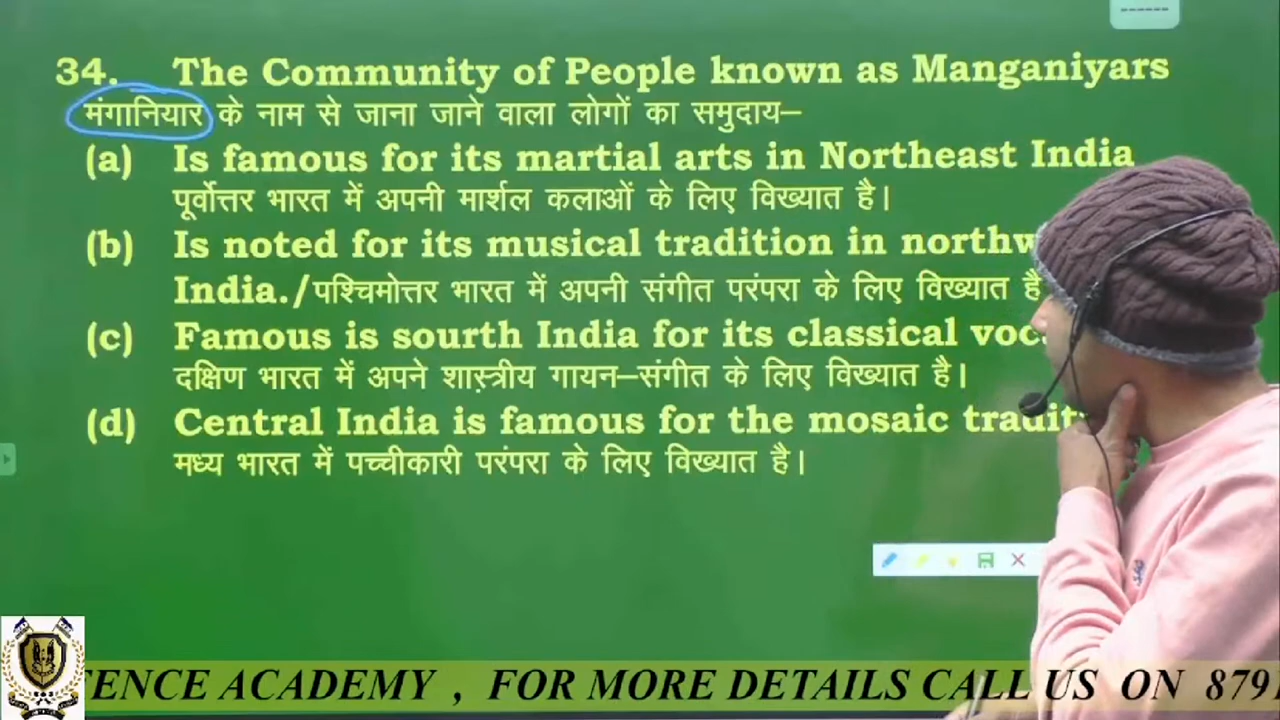 34. The Community of People known as Manganiyars
मंगानियार के नाम से जाना जाने वाला लोगों का समुदाय–
(a) Is famous for its martial arts in Northeast India
पूर्वोत्तर भारत में अपनी मार्शल कलाओं के लिए विख्यात है।
(b) Is noted for its musical tradition in northw
India./पश्चिमोत्तर भारत में अपनी संगीत परंपरा के लिए विख्यात है
(c) Famous is sourth India for its classical voc
दक्षिण भारत में अपने शास्त्रीय गायन–संगीत के लिए विख्यात है।
(d) Central India is famous for the mosaic tradit
मध्य भारत में पच्चीकारी परंपरा के लिए विख्यात है।
ENCE ACADEMY , FOR MORE DETAILS CALL US ON 879